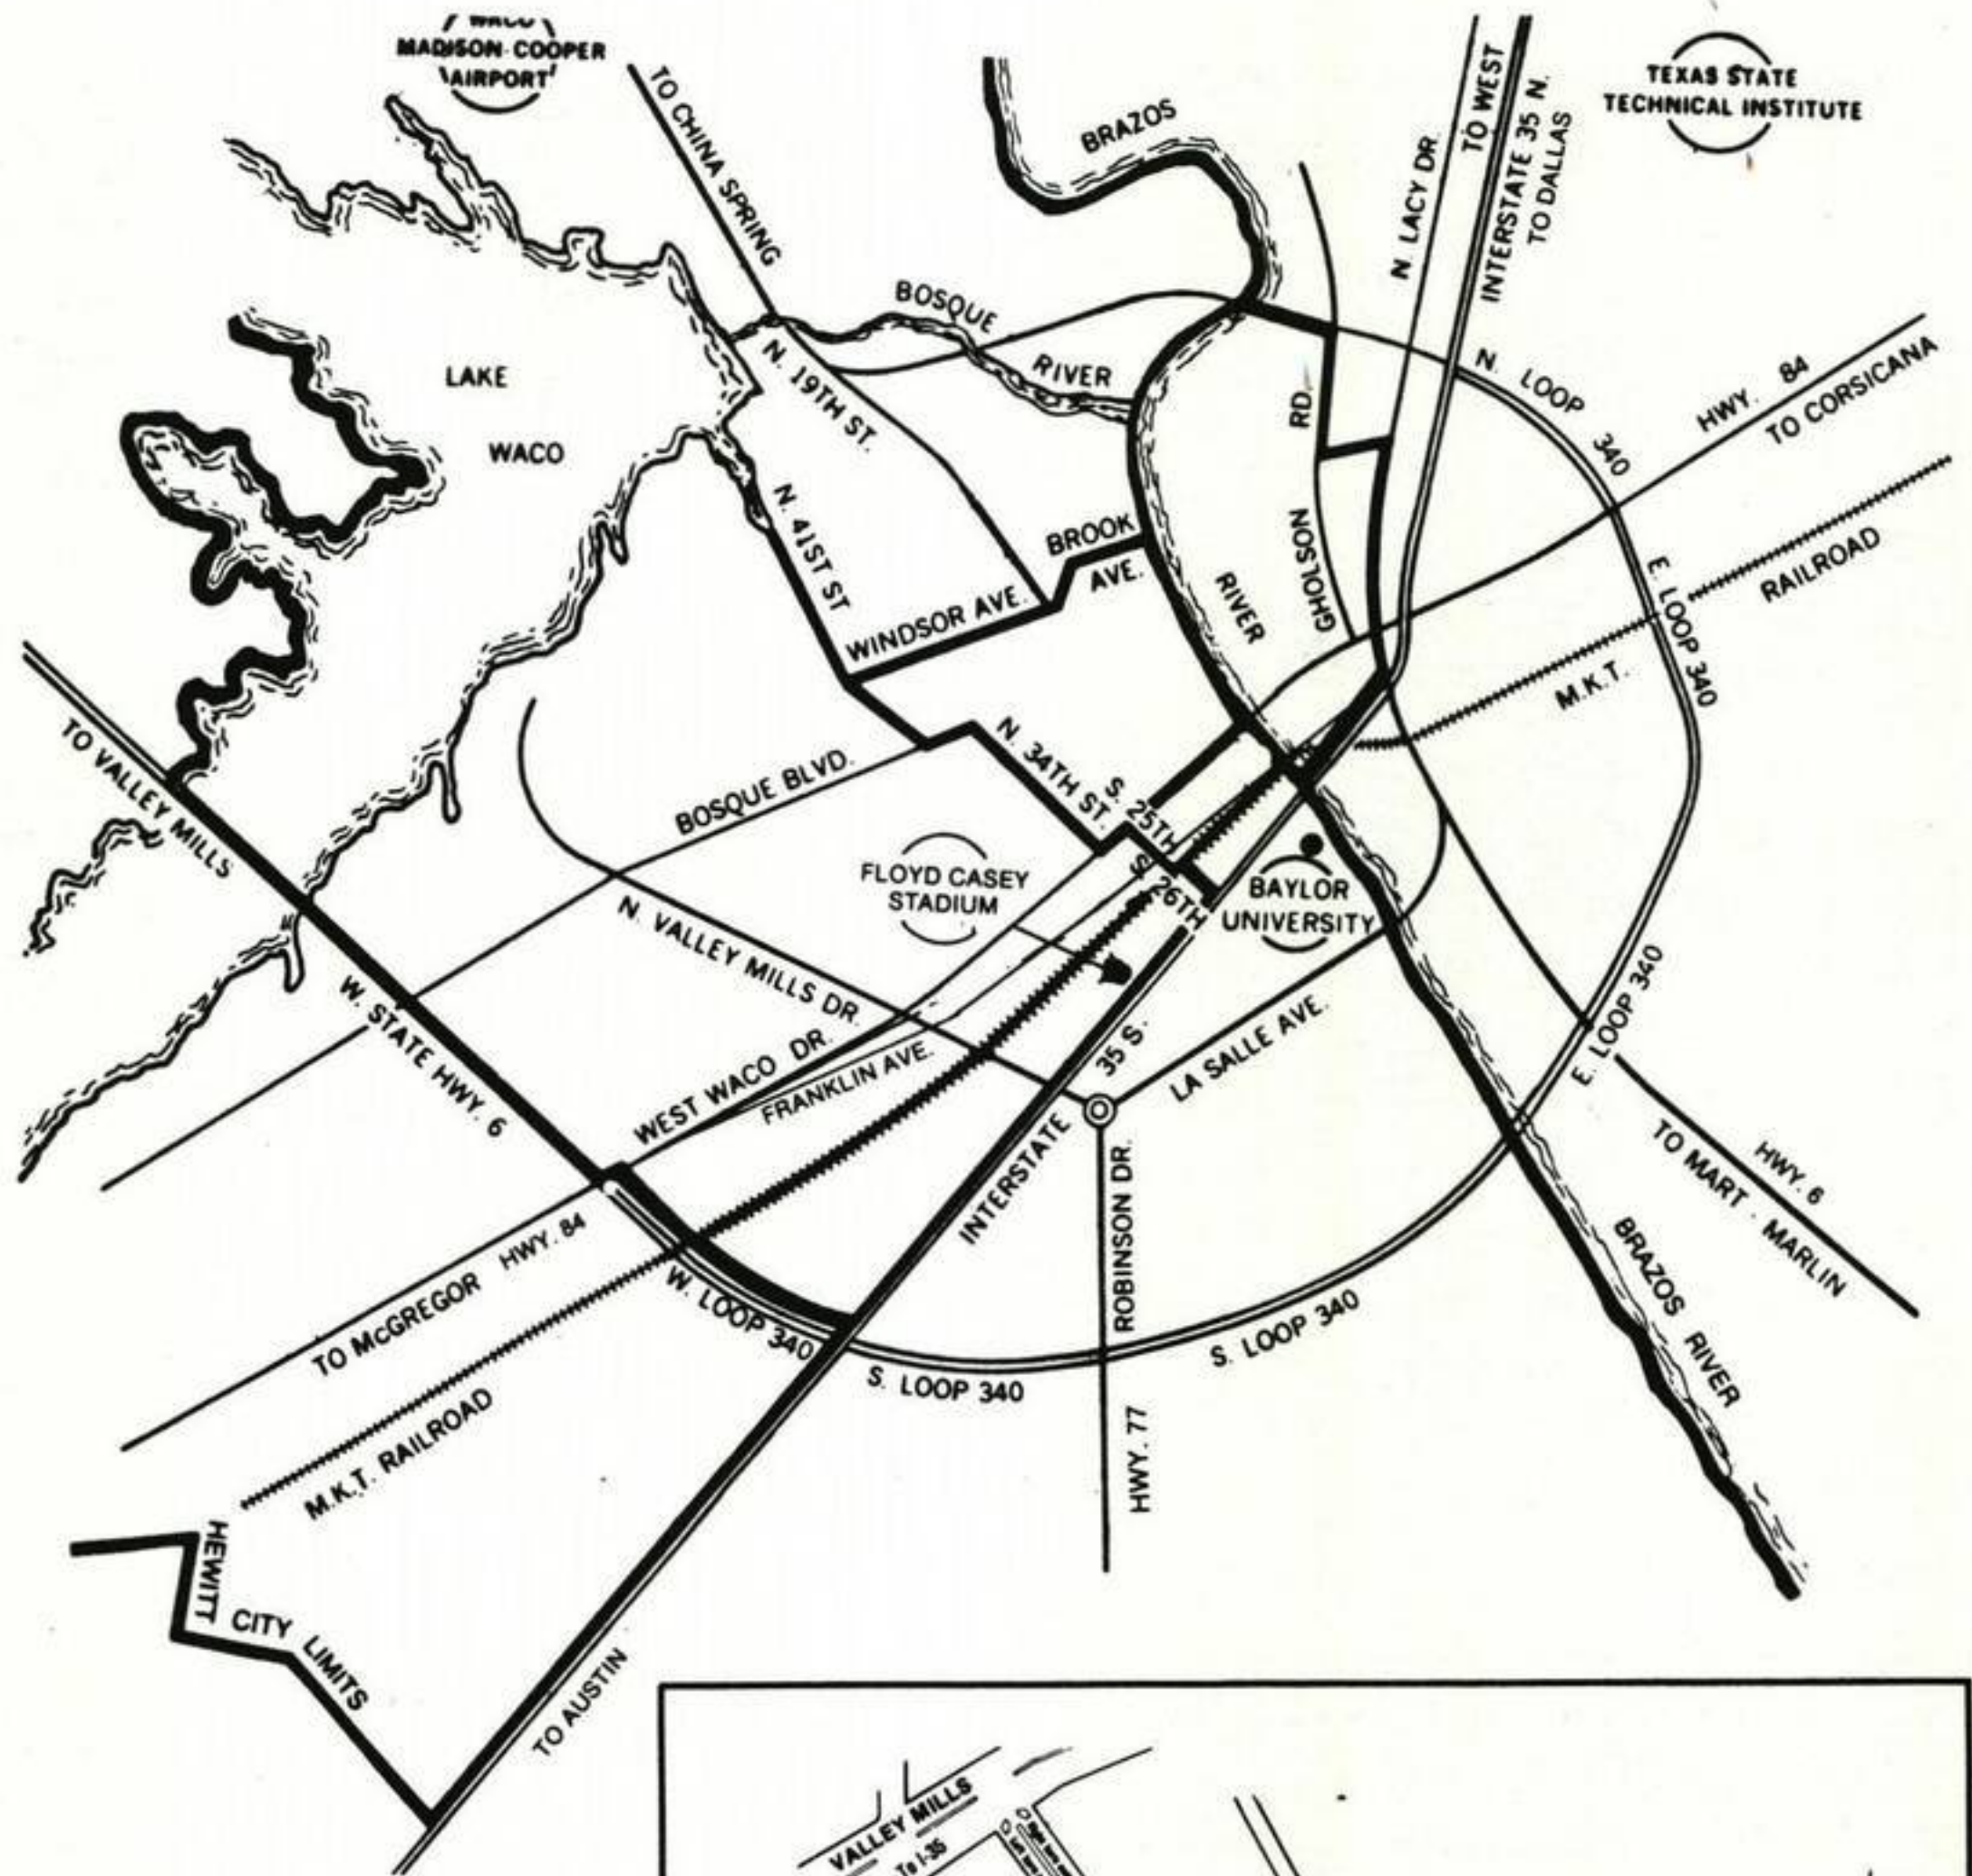 WACO
MADISON-COOPER
AIRPORT
TO CHINA SPRING
BRAZOS
N. LACY DR.
TO WEST
INTERSTATE 35 N.
TO DALLAS
TEXAS STATE
TECHNICAL INSTITUTE
BOSQUE
RIVER
LAKE
WACO
N. 19TH ST.
RD.
GHOLSON
N. LOOP 340
HWY. 84
TO CORSICANA
N. 41ST ST
BROOK
AVE.
WINDSOR AVE.
RIVER
E. LOOP 340
RAILROAD
M.K.T.
TO VALLEY MILLS
BOSQUE BLVD.
N. 34TH ST.
S. 25TH
S. 26TH
FLOYD CASEY
STADIUM
BAYLOR
UNIVERSITY
N. VALLEY MILLS DR.
W. STATE HWY. 6
WEST WACO DR.
FRANKLIN AVE.
INTERSTATE 35 S.
LA SALLE AVE.
E. LOOP 340
HWY. 6
TO MART - MARLIN
ROBINSON DR.
TO McGREGOR HWY. 84
W. LOOP 340
S. LOOP 340
S. LOOP 340
BRAZOS RIVER
M.K.T. RAILROAD
HWY. 77
HEWITT
CITY LIMITS
TO AUSTIN
VALLEY MILLS
To I-35